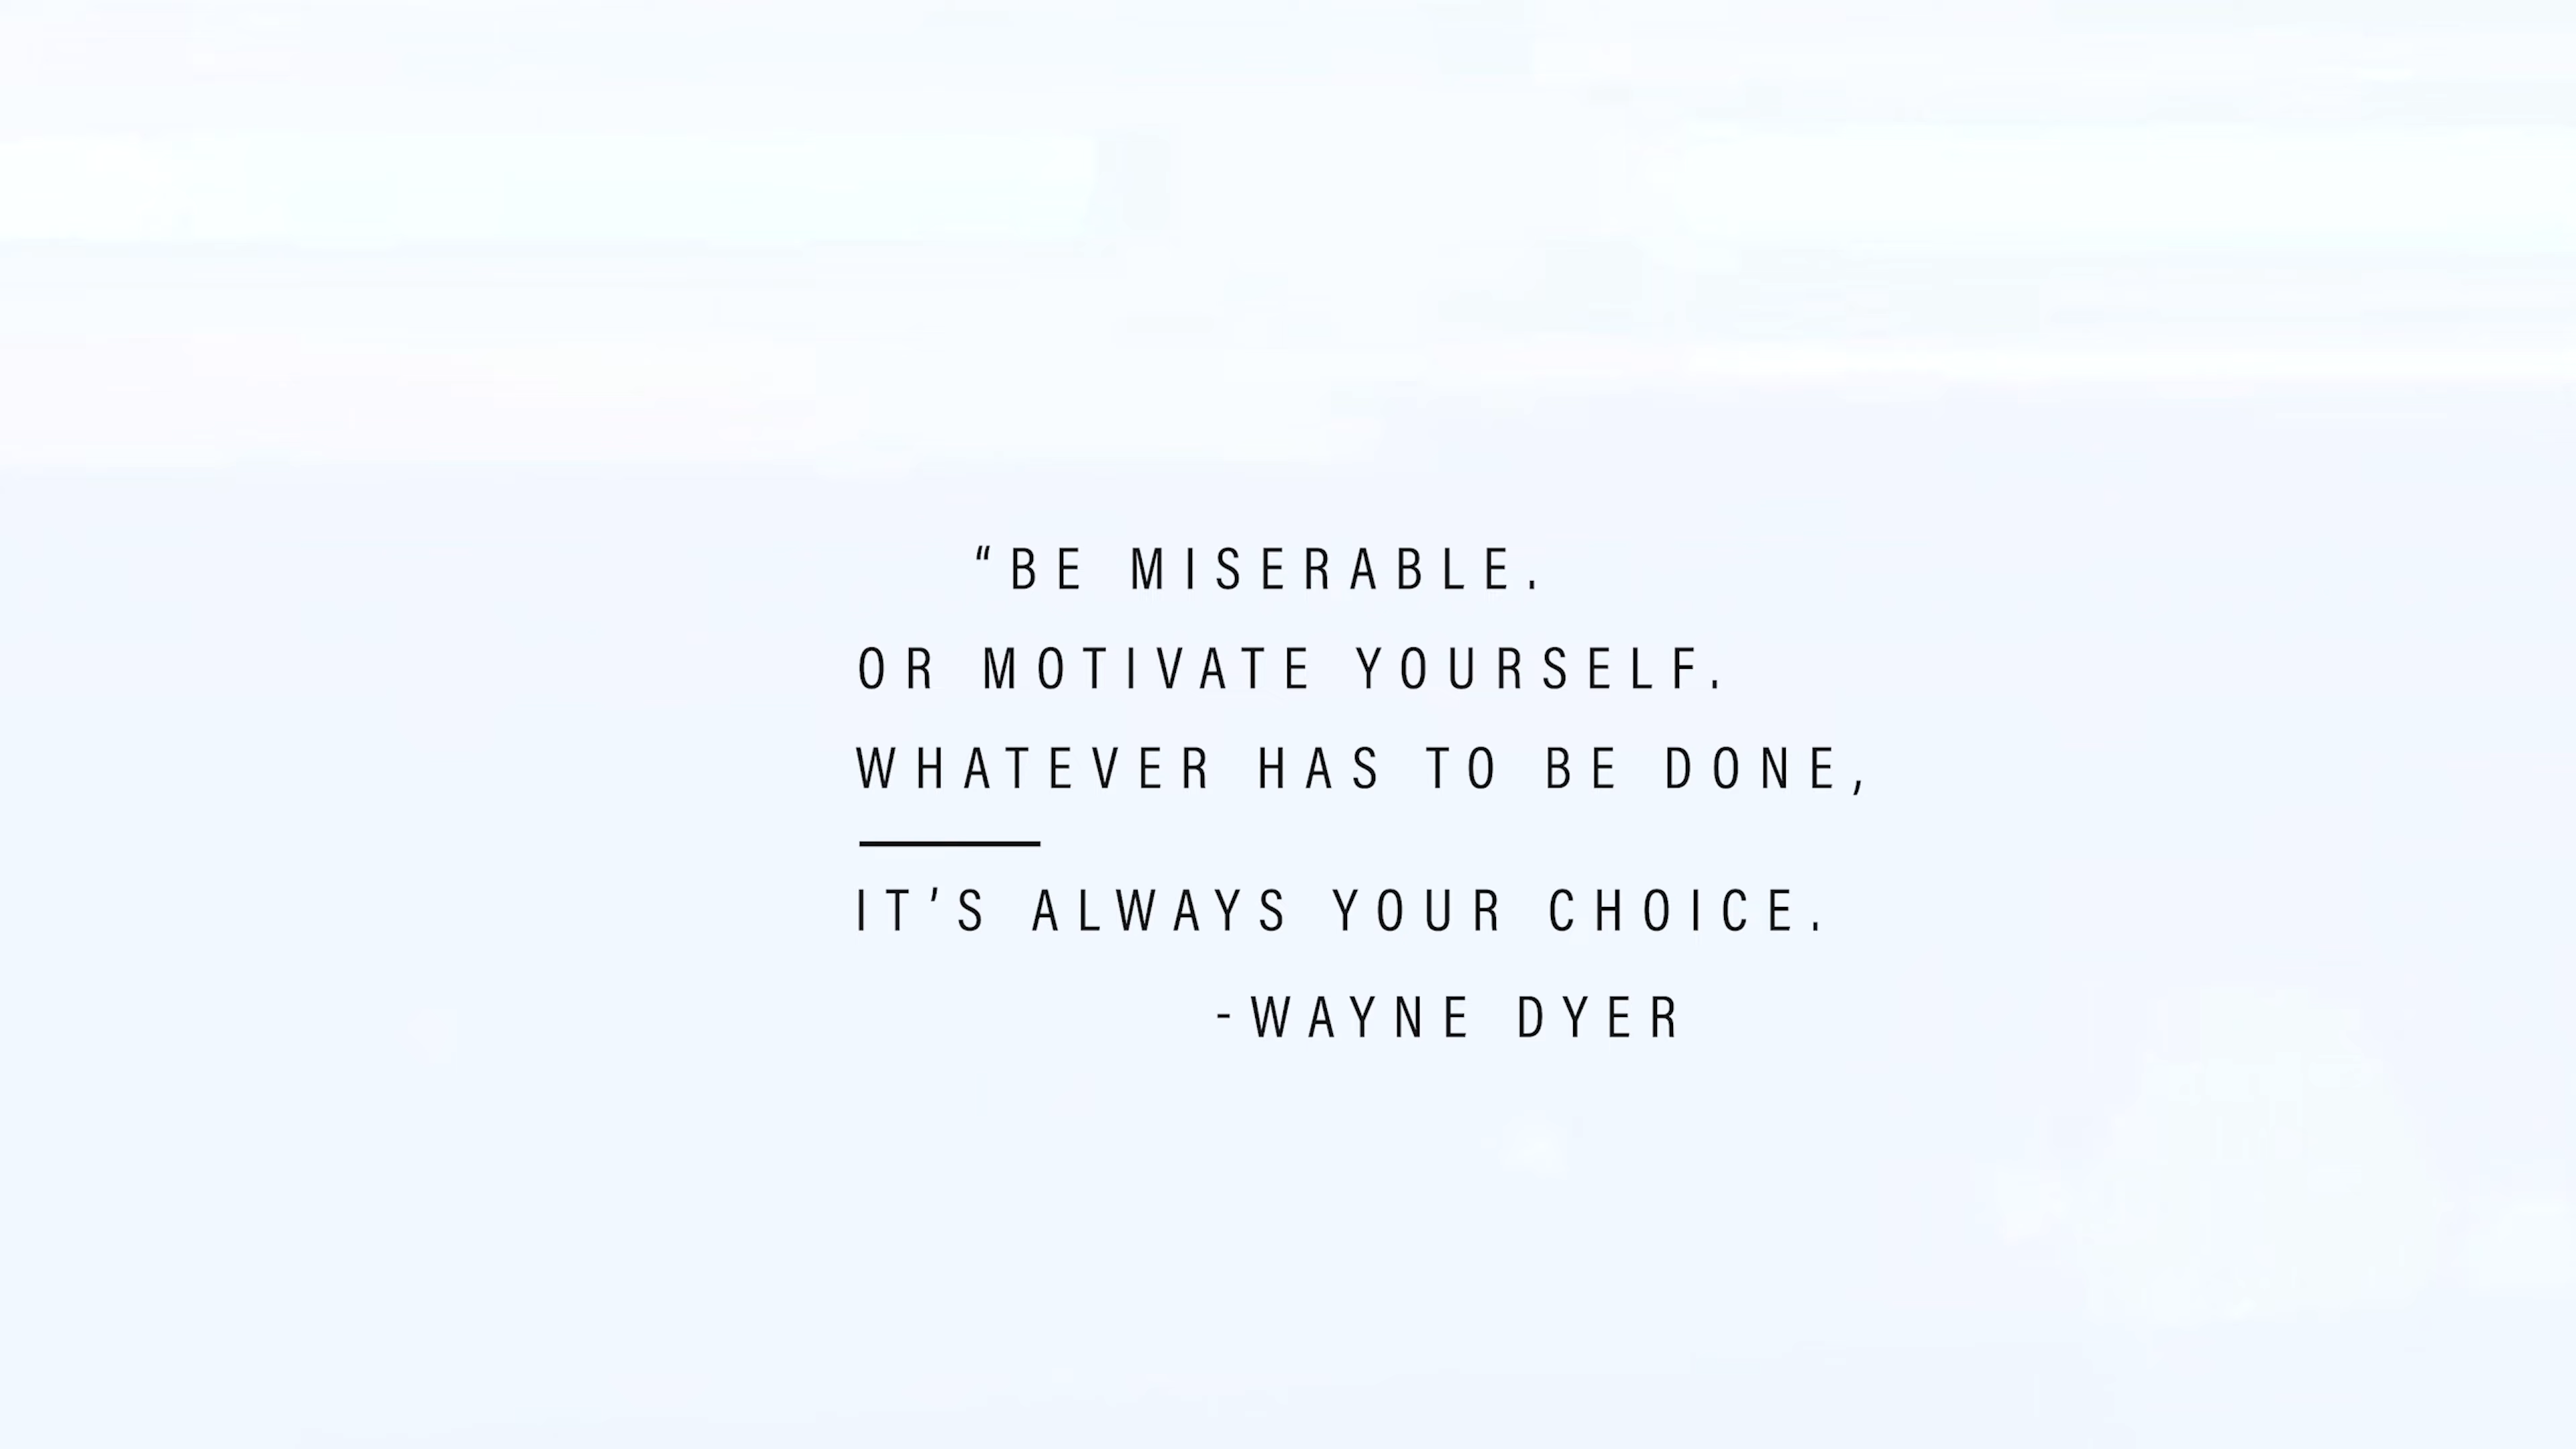 “BE MISERABLE.
OR MOTIVATE YOURSELF.
WHATEVER HAS TO BE DONE,
IT’S ALWAYS YOUR CHOICE.
-WAYNE DYER